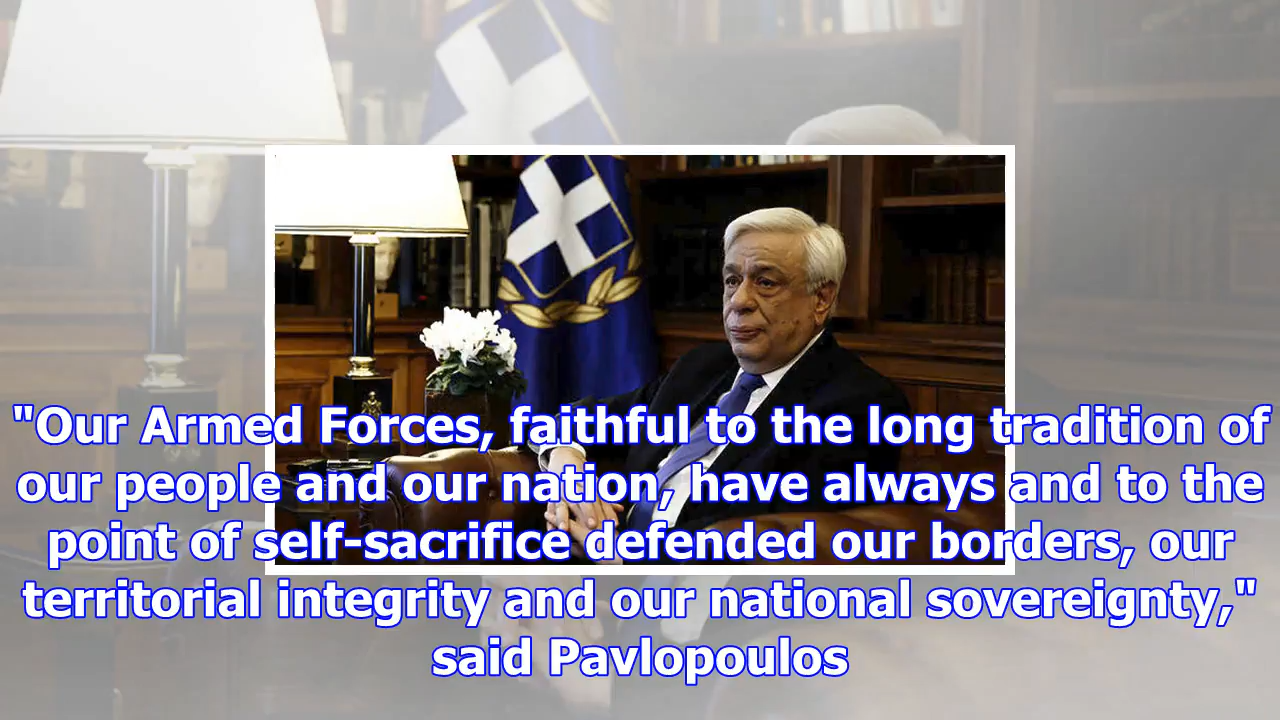 "Our Armed Forces, faithful to the long tradition of
our people and our nation, have always and to the
point of self-sacrifice defended our borders, our
territorial integrity and our national sovereignty,"
said Pavlopoulos